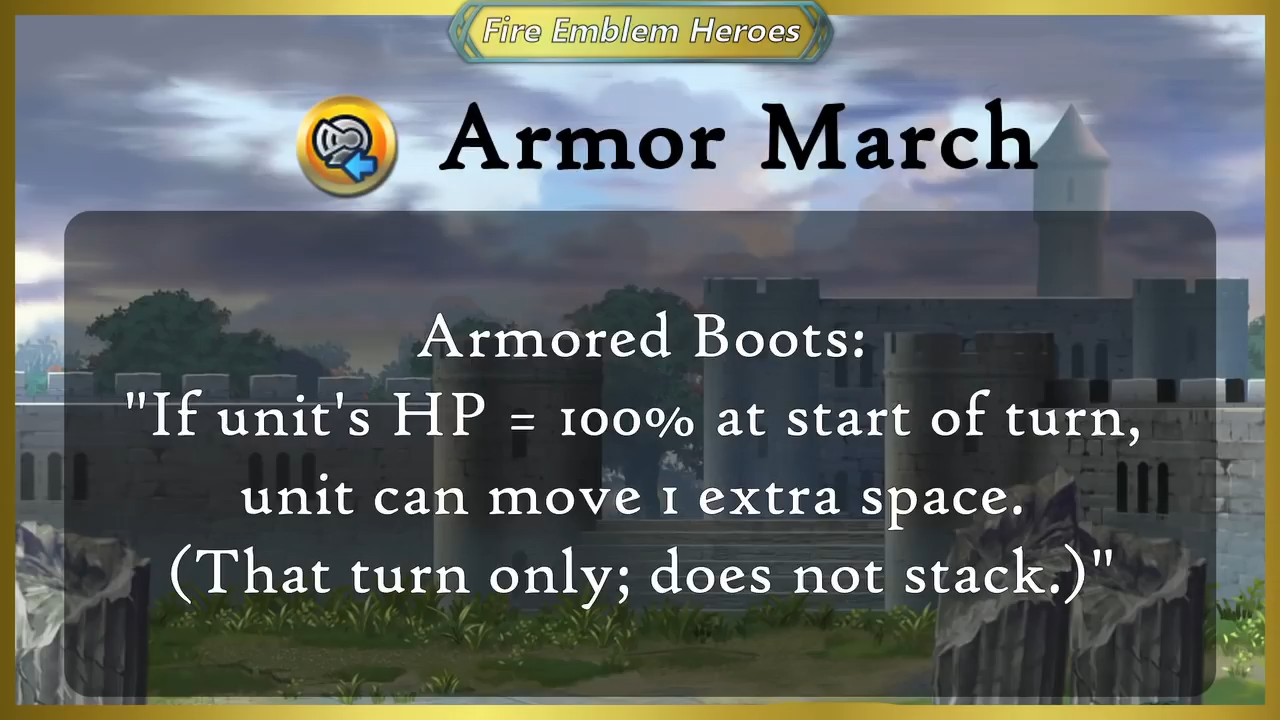 Fire Emblem Heroes
Armor March
Armored Boots:
"If unit's HP = 100% at start of turn,
unit can move 1 extra space.
(That turn only; does not stack.)"